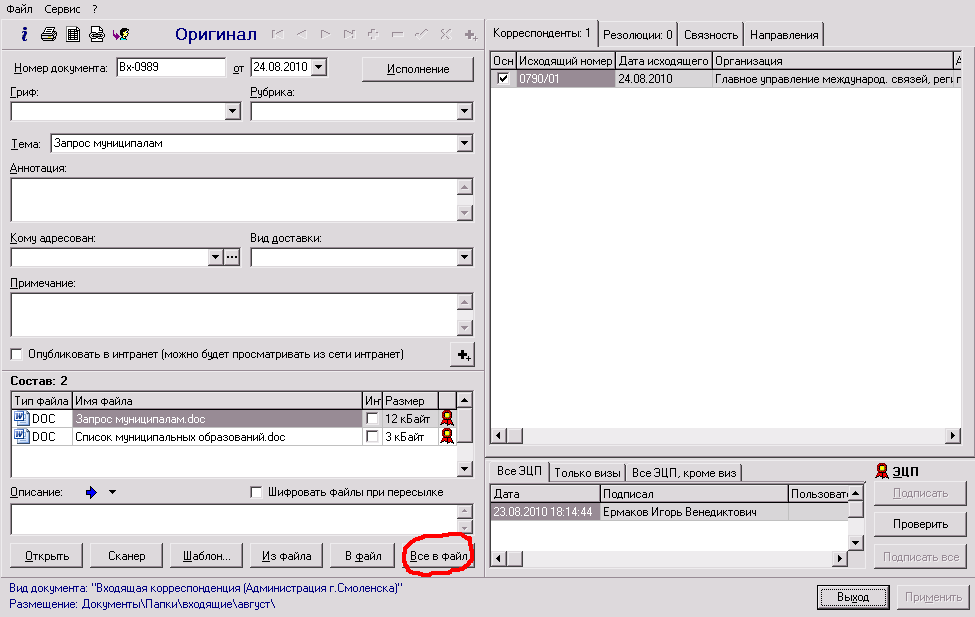 Файл Сервис ?
Оригинал
Номер документа: Вх-0989 от 24.08.2010 Исполнение
Гриф: Рубрика:
Тема: Запрос муниципалам
Аннотация:
Кому адресован: Вид доставки:
Примечание:
Опубликовать в интранет (можно будет просматривать из сети интранет)
Состав: 2
Тип файла Имя файла Инт Размер
DOC Запрос муниципалам.doc 12 кБайт
DOC Список муниципальных образований.doc 3 кБайт
Описание: Шифровать файлы при пересылке
Открыть Сканер Шаблон... Из файла В файл Все в файл
Корреспонденты: 1 Резолюции: 0 Связность Направления
Осн Исходящий номер Дата исходящего Организация
0790/01 24.08.2010 Главное управление международ. связей, реги
Все ЭЦП Только визы Все ЭЦП, кроме виз
Дата Подписал Пользоват
23.08.2010 18:14:44 Ермаков Игорь Венедиктович
ЭЦП
Подписать
Проверить
Подписать все
Вид документа: "Входящая корреспонденция (Администрация г.Смоленска)"
Размещение: Документы\Папки\входящие\август\
Выход Применить